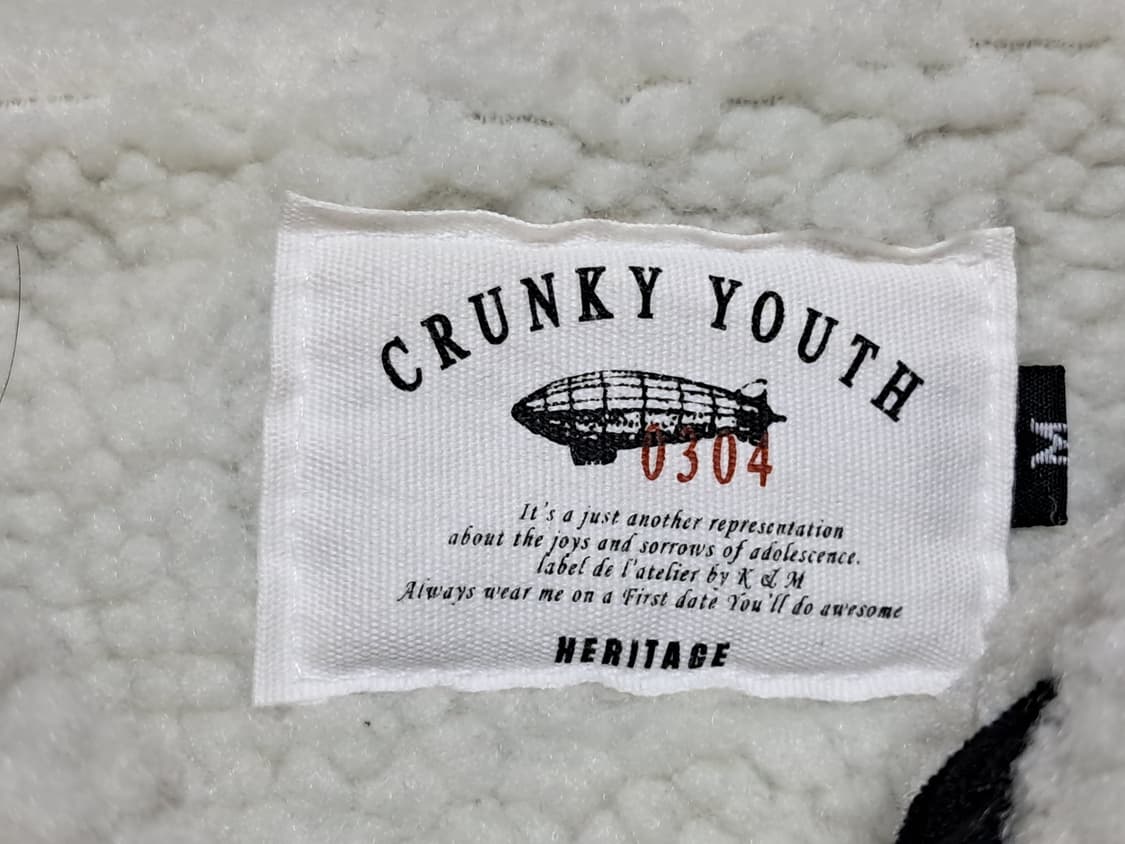 CRUNKY YOUTH
0304
M
It's a just another representation
about the joys and sorrows of adolescence.
label de l'atelier by K & M
Always wear me on a First date You'll do awesome
HERITAGE